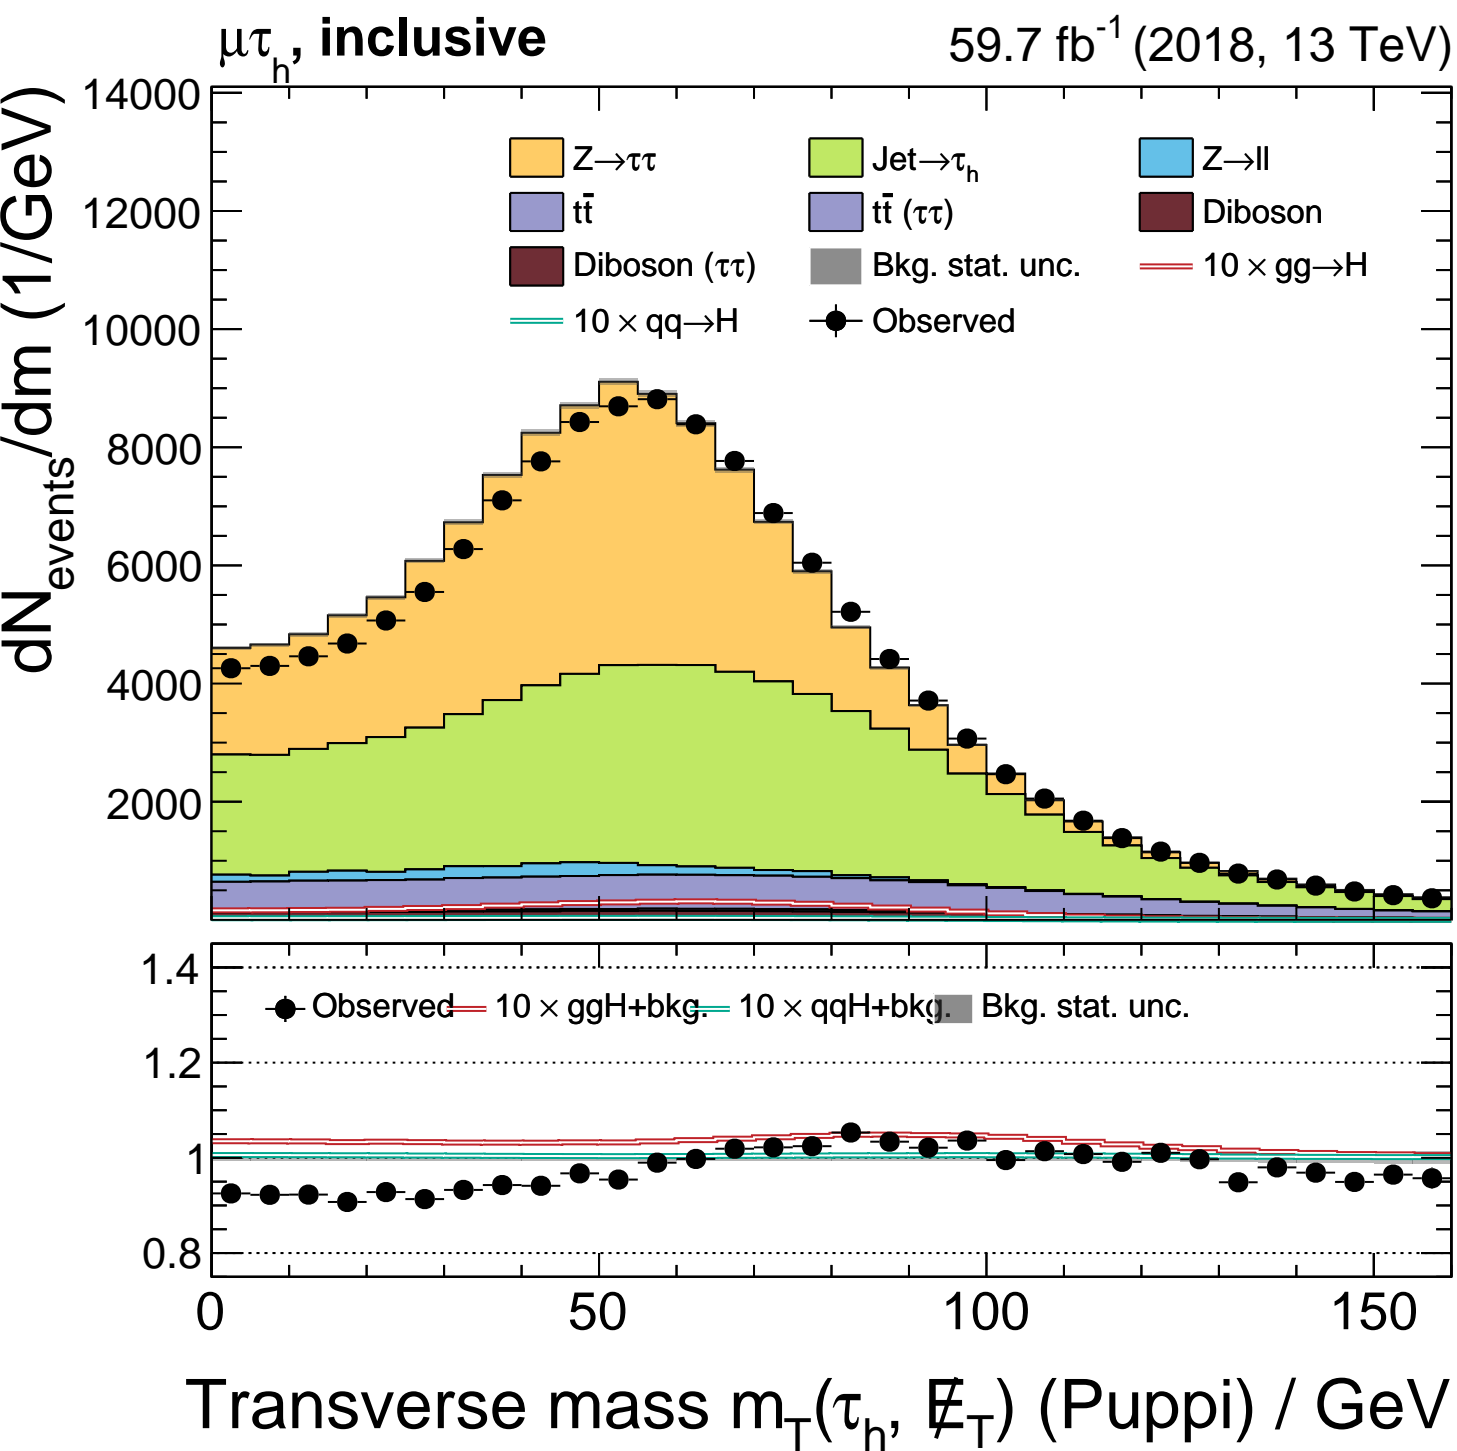 μτh, inclusive 59.7 fb-1 (2018, 13 TeV)
dNevents/dm (1/GeV)
14000
12000
10000
8000
6000
4000
2000
Z→ττ Jet→τh Z→ll
tt̄ tt̄ (ττ) Diboson
Diboson (ττ) Bkg. stat. unc. 10 × gg→H
10 × qq→H Observed
1.4
1.2
1
0.8
Observed 10 × ggH+bkg. 10 × qqH+bkg. Bkg. stat. unc.
0 50 100 150
Transverse mass mT(τh, E̸T) (Puppi) / GeV